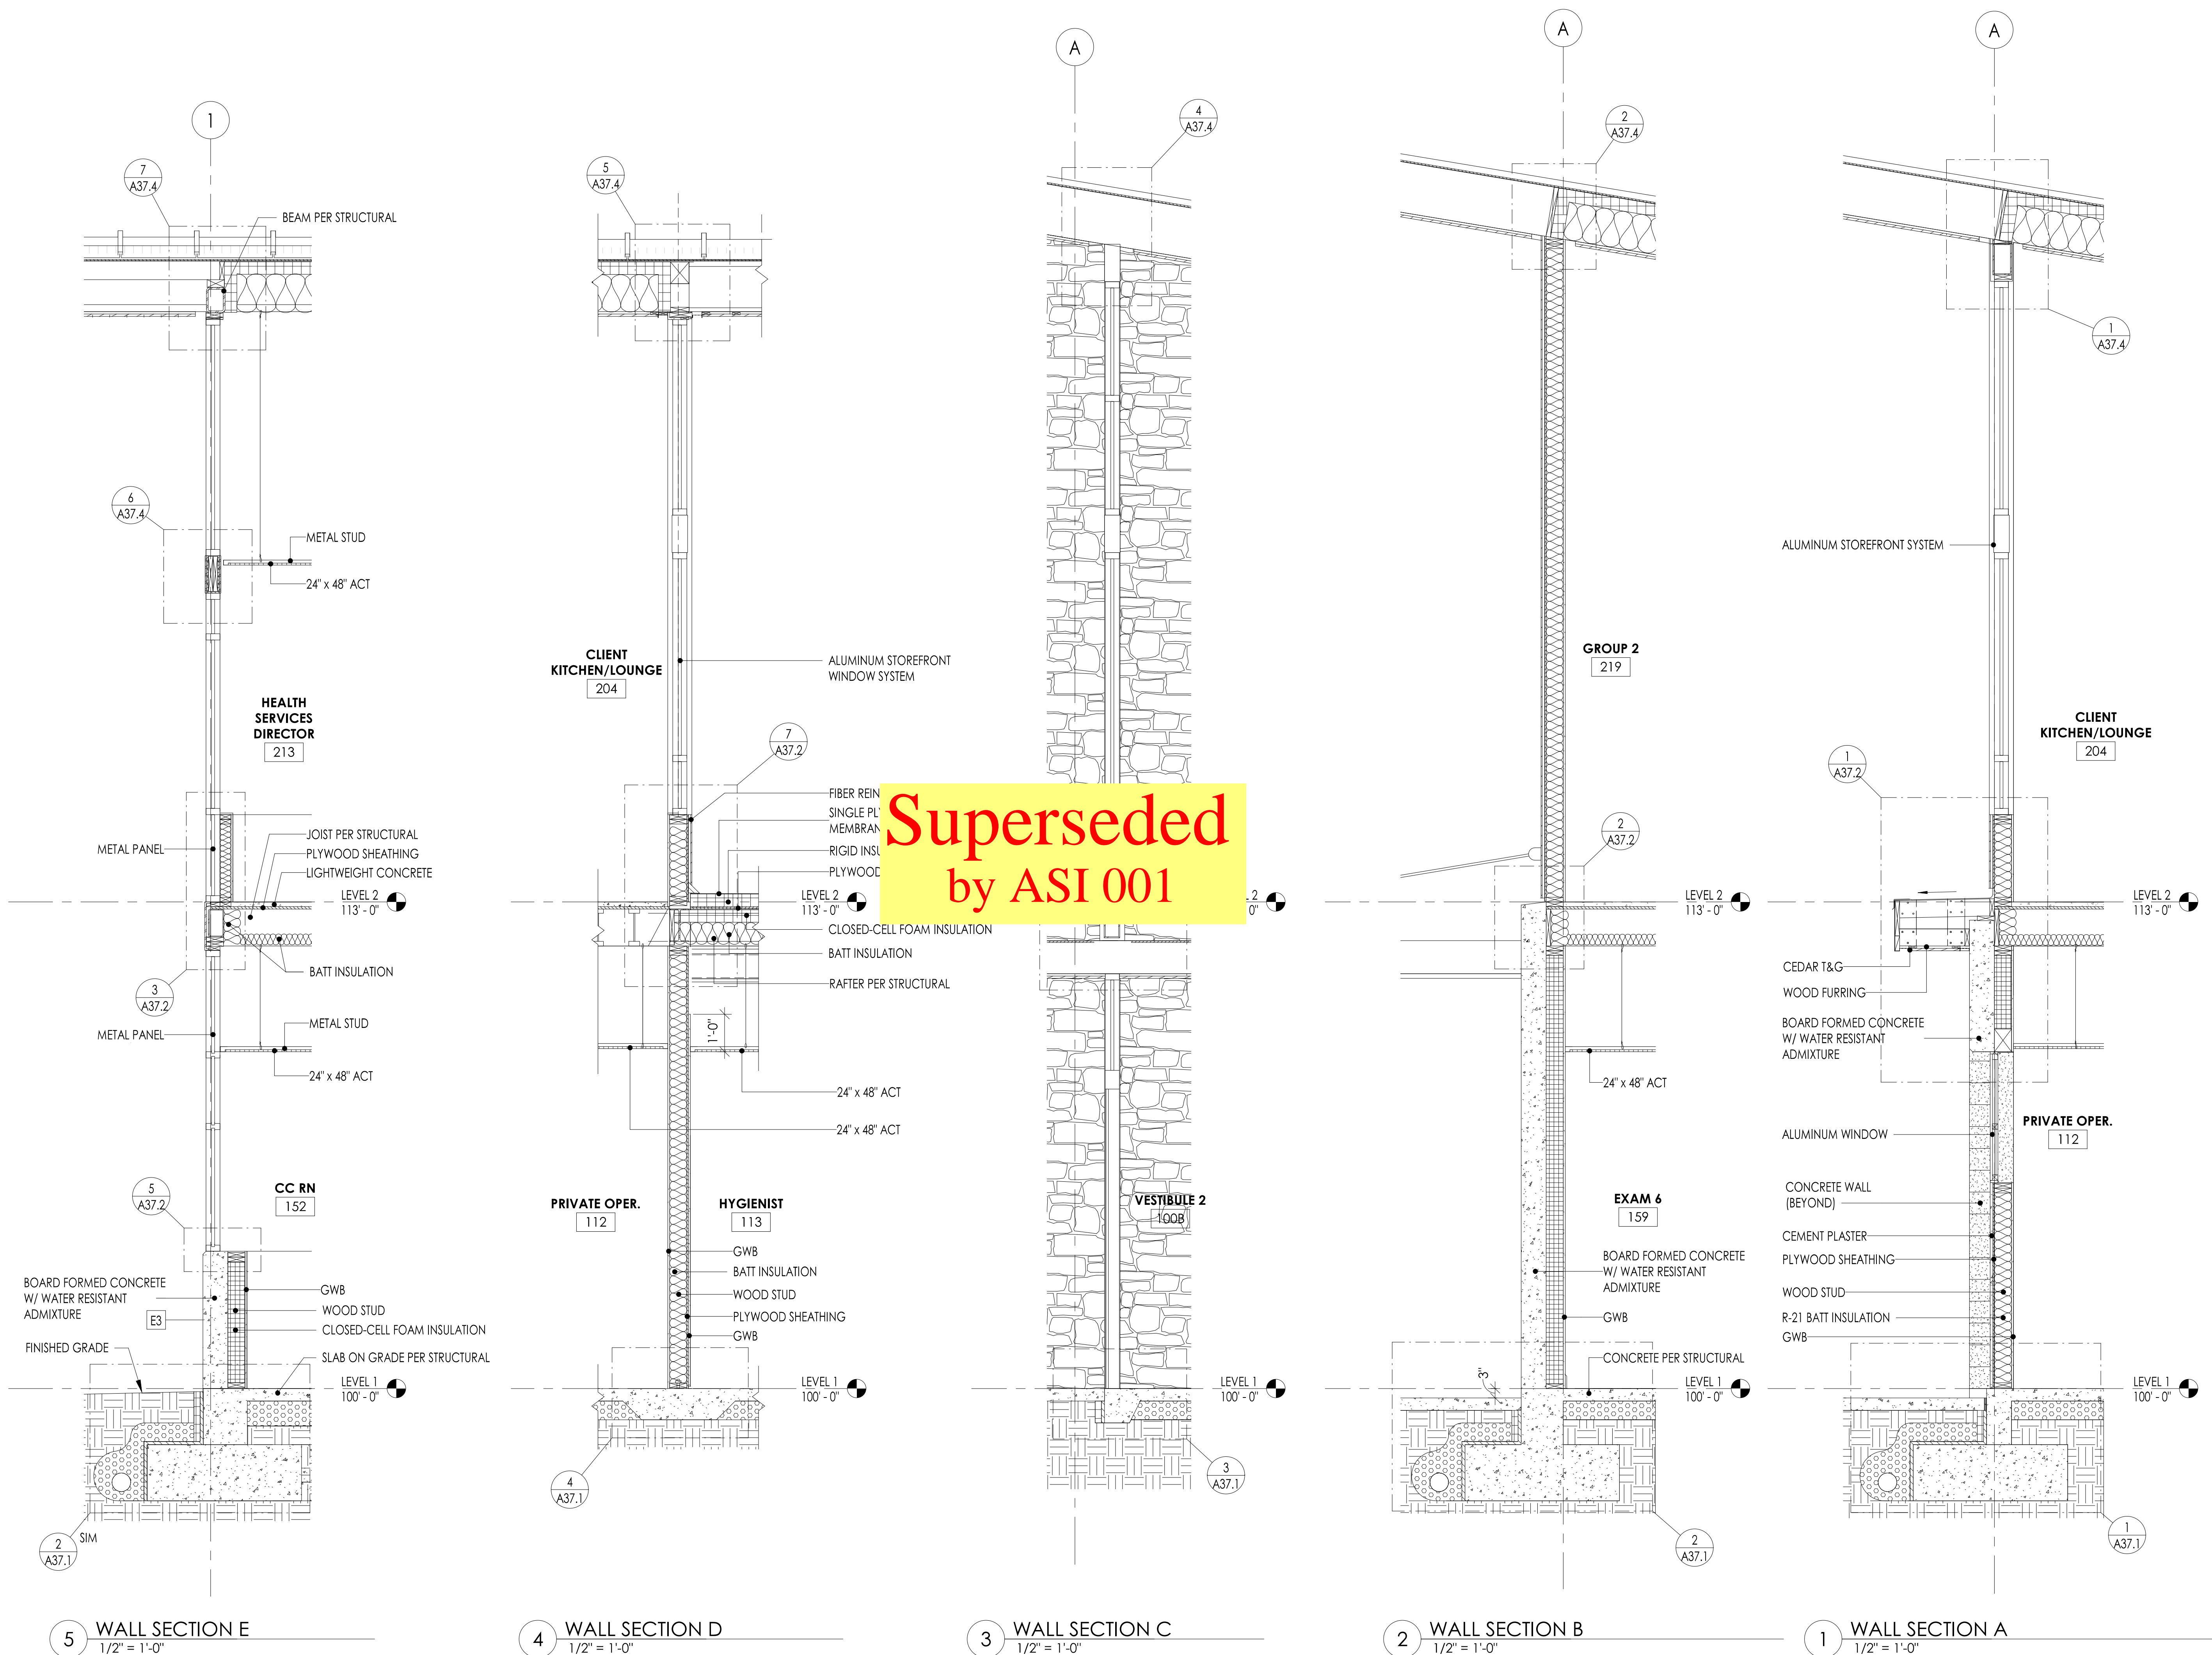 1
7
A37.4
BEAM PER STRUCTURAL
6
A37.4
METAL STUD
24" x 48" ACT
HEALTH
SERVICES
DIRECTOR
213
JOIST PER STRUCTURAL
METAL PANEL
PLYWOOD SHEATHING
LIGHTWEIGHT CONCRETE
LEVEL 2
113' - 0"
BATT INSULATION
3
A37.2
METAL STUD
METAL PANEL
24" x 48" ACT
5
A37.2
CC RN
152
BOARD FORMED CONCRETE
W/ WATER RESISTANT
ADMIXTURE
E3
GWB
WOOD STUD
CLOSED-CELL FOAM INSULATION
FINISHED GRADE
SLAB ON GRADE PER STRUCTURAL
LEVEL 1
100' - 0"
2
A37.1
SIM
5 WALL SECTION E
1/2" = 1'-0"
5
A37.4
CLIENT
KITCHEN/LOUNGE
204
ALUMINUM STOREFRONT
WINDOW SYSTEM
7
A37.2
FIBER REIN
SINGLE PL
MEMBRAN
RIGID INSU
PLYWOOD
LEVEL 2
113' - 0"
CLOSED-CELL FOAM INSULATION
BATT INSULATION
RAFTER PER STRUCTURAL
1'-0"
24" x 48" ACT
24" x 48" ACT
PRIVATE OPER.
112
HYGIENIST
113
GWB
BATT INSULATION
WOOD STUD
PLYWOOD SHEATHING
GWB
LEVEL 1
100' - 0"
4
A37.1
4 WALL SECTION D
1/2" = 1'-0"
A
4
A37.4
Superseded
by ASI 001
2
0"
VESTIBULE 2
100B
LEVEL 1
100' - 0"
3
A37.1
3 WALL SECTION C
1/2" = 1'-0"
A
2
A37.4
GROUP 2
219
2
A37.2
LEVEL 2
113' - 0"
24" x 48" ACT
EXAM 6
159
BOARD FORMED CONCRETE
W/ WATER RESISTANT
ADMIXTURE
GWB
CONCRETE PER STRUCTURAL
3"
LEVEL 1
100' - 0"
2
A37.1
2 WALL SECTION B
1/2" = 1'-0"
A
1
A37.4
ALUMINUM STOREFRONT SYSTEM
CLIENT
KITCHEN/LOUNGE
204
1
A37.2
LEVEL 2
113' - 0"
CEDAR T&G
WOOD FURRING
BOARD FORMED CONCRETE
W/ WATER RESISTANT
ADMIXTURE
PRIVATE OPER.
112
ALUMINUM WINDOW
CONCRETE WALL
(BEYOND)
CEMENT PLASTER
PLYWOOD SHEATHING
WOOD STUD
R-21 BATT INSULATION
GWB
LEVEL 1
100' - 0"
1
A37.1
1 WALL SECTION A
1/2" = 1'-0"